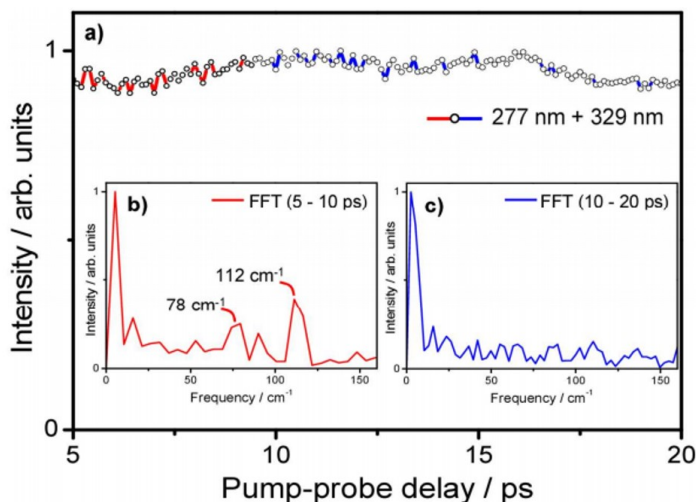 a)
1
277 nm + 329 nm
Intensity / arb. units
0
5
10
15
20
Pump-probe delay / ps
b)
FFT (5 - 10 ps)
1
Intensity / arb. units
78 cm⁻¹
112 cm⁻¹
0
0
50
100
150
Frequency / cm⁻¹
c)
FFT (10 - 20 ps)
1
Intensity / arb. units
0
0
50
100
150
Frequency / cm⁻¹